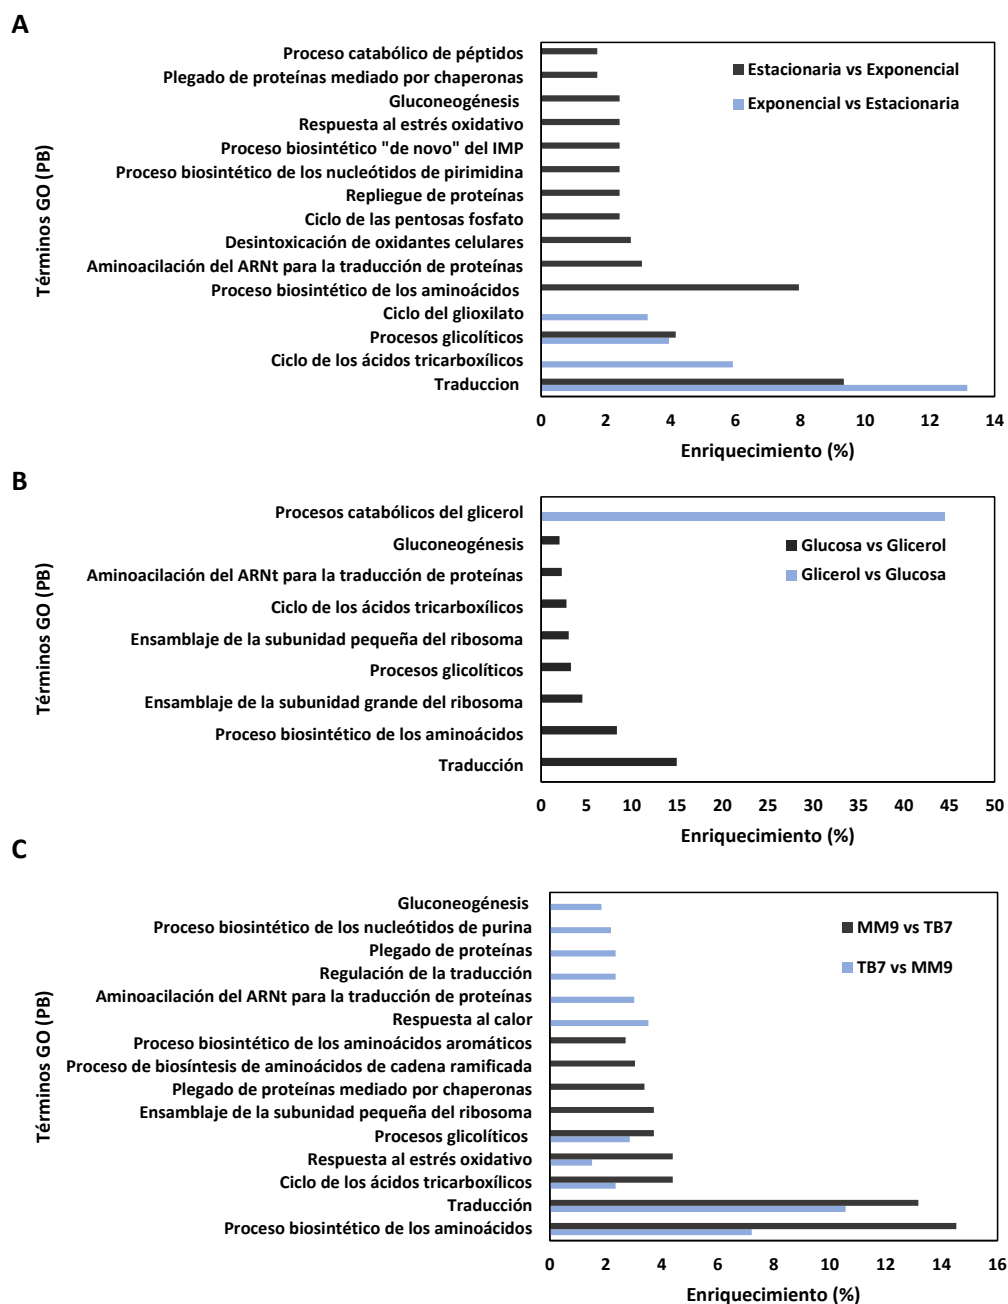 A
Términos GO (PB)
Proceso catabólico de péptidos
Plegado de proteínas mediado por chaperonas
Gluconeogénesis
Respuesta al estrés oxidativo
Proceso biosintético "de novo" del IMP
Proceso biosintético de los nucleótidos de pirimidina
Repliegue de proteínas
Ciclo de las pentosas fosfato
Desintoxicación de oxidantes celulares
Aminoacilación del ARNt para la traducción de proteínas
Proceso biosintético de los aminoácidos
Ciclo del glioxilato
Procesos glicolíticos
Ciclo de los ácidos tricarboxílicos
Traduccion
Estacionaria vs Exponencial
Exponencial vs Estacionaria
0 2 4 6 8 10 12 14
Enriquecimiento (%)
B
Términos GO (PB)
Procesos catabólicos del glicerol
Gluconeogénesis
Aminoacilación del ARNt para la traducción de proteínas
Ciclo de los ácidos tricarboxílicos
Ensamblaje de la subunidad pequeña del ribosoma
Procesos glicolíticos
Ensamblaje de la subunidad grande del ribosoma
Proceso biosintético de los aminoácidos
Traducción
Glucosa vs Glicerol
Glicerol vs Glucosa
0 5 10 15 20 25 30 35 40 45 50
Enriquecimiento (%)
C
Términos GO (PB)
Gluconeogénesis
Proceso biosintético de los nucleótidos de purina
Plegado de proteínas
Regulación de la traducción
Aminoacilación del ARNt para la traducción de proteínas
Respuesta al calor
Proceso biosintético de los aminoácidos aromáticos
Proceso de biosíntesis de aminoácidos de cadena ramificada
Plegado de proteínas mediado por chaperonas
Ensamblaje de la subunidad pequeña del ribosoma
Procesos glicolíticos
Respuesta al estrés oxidativo
Ciclo de los ácidos tricarboxílicos
Traducción
Proceso biosintético de los aminoácidos
MM9 vs TB7
TB7 vs MM9
0 2 4 6 8 10 12 14 16
Enriquecimiento (%)